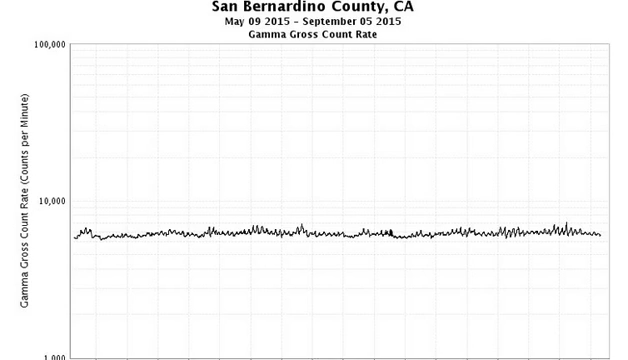 San Bernardino County, CA
May 09 2015 - September 05 2015
Gamma Gross Count Rate
100,000
Gamma Gross Count Rate (Counts per Minute)
10,000
1,000